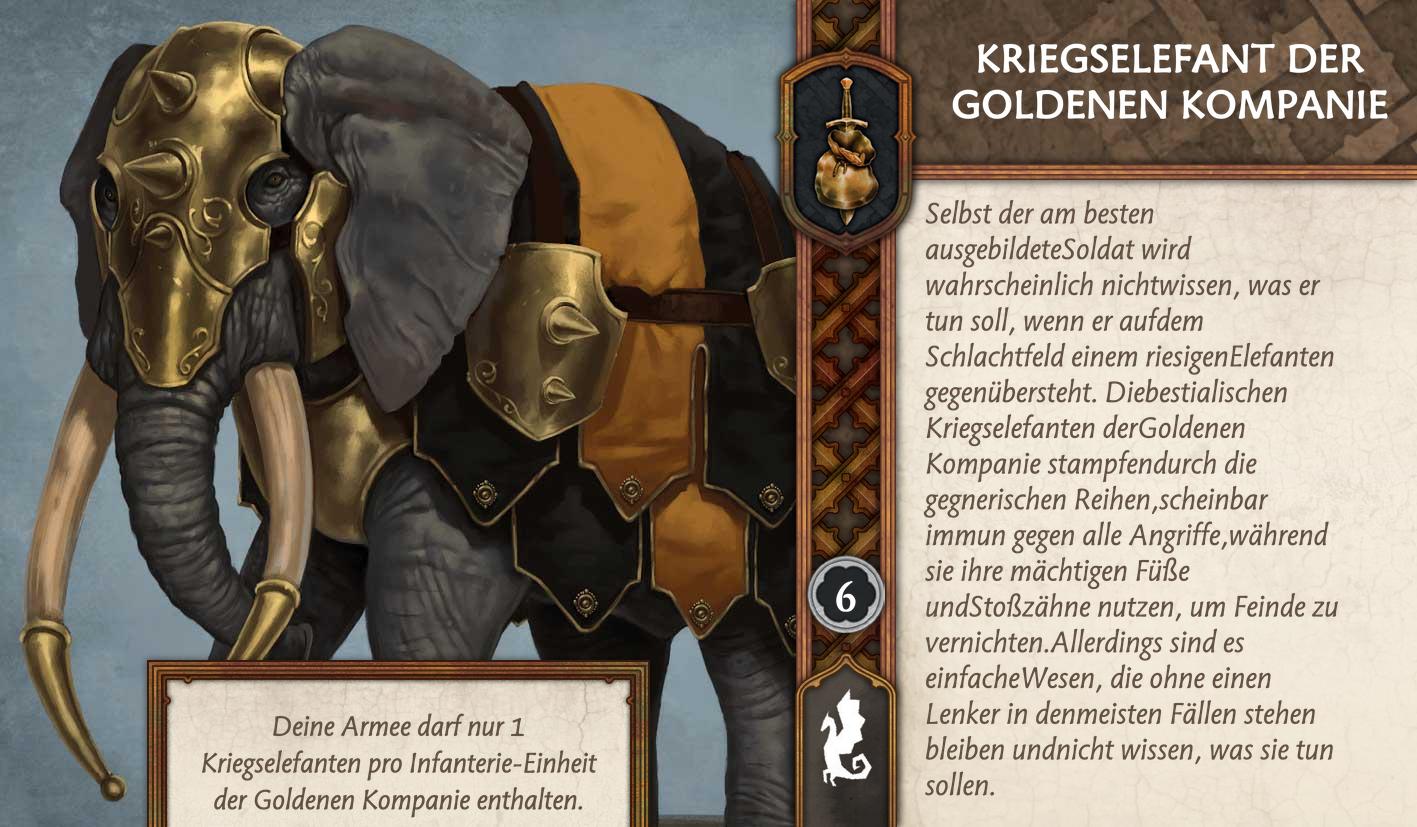 KRIEGSELEFANT DER
GOLDENEN KOMPANIE
Selbst der am besten
ausgebildeteSoldat wird
wahrscheinlich nichtwissen, was er
tun soll, wenn er aufdem
Schlachtfeld einem riesigenElefanten
gegenübersteht. Diebestialischen
Kriegselefanten derGoldenen
Kompanie stampfendurch die
gegnerischen Reihen,scheinbar
immun gegen alle Angriffe,während
sie ihre mächtigen Füße
undStoßzähne nutzen, um Feinde zu
vernichten.Allerdings sind es
einfacheWesen, die ohne einen
Lenker in denmeisten Fällen stehen
bleiben undnicht wissen, was sie tun
sollen.
6
Deine Armee darf nur 1
Kriegselefanten pro Infanterie-Einheit
der Goldenen Kompanie enthalten.